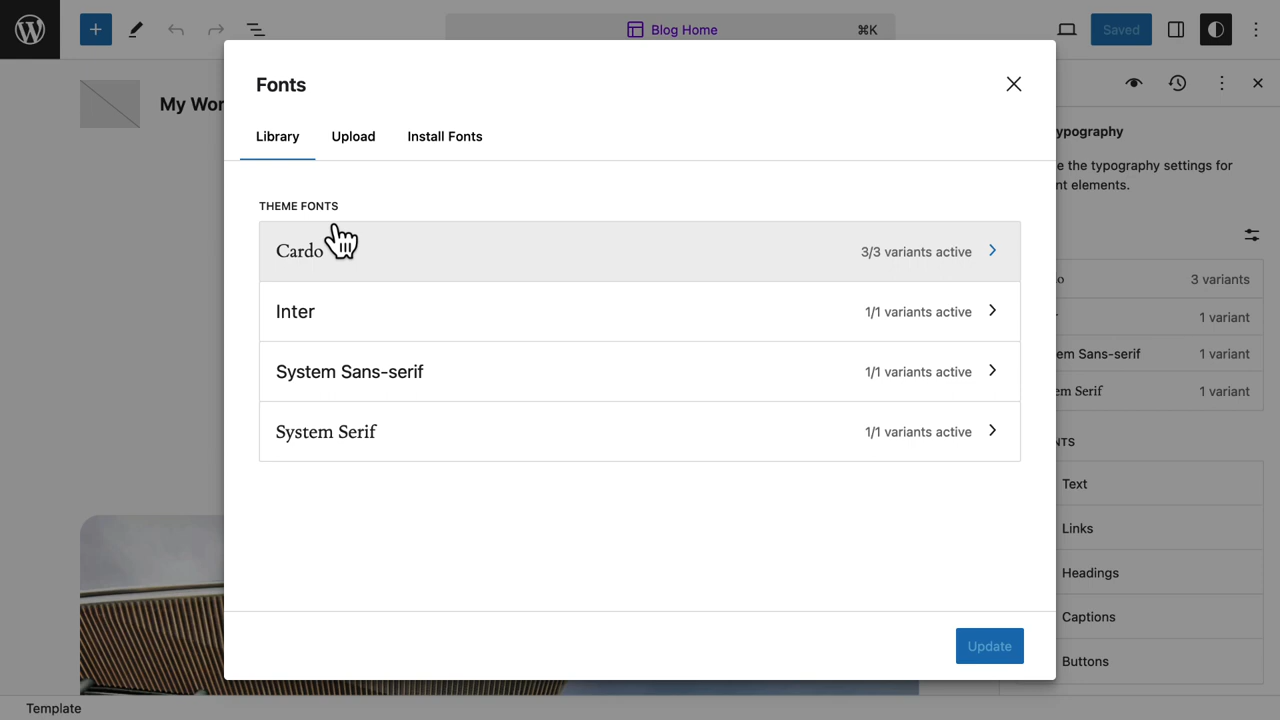 Blog Home
⌘K
Saved
My Wor
Fonts
Library
Upload
Install Fonts
THEME FONTS
Cardo
3/3 variants active
Inter
1/1 variants active
System Sans-serif
1/1 variants active
System Serif
1/1 variants active
Update
ypography
e the typography settings for
nt elements.
o
3 variants
r
1 variant
em Sans-serif
1 variant
em Serif
1 variant
NTS
Text
Links
Headings
Captions
Buttons
Template